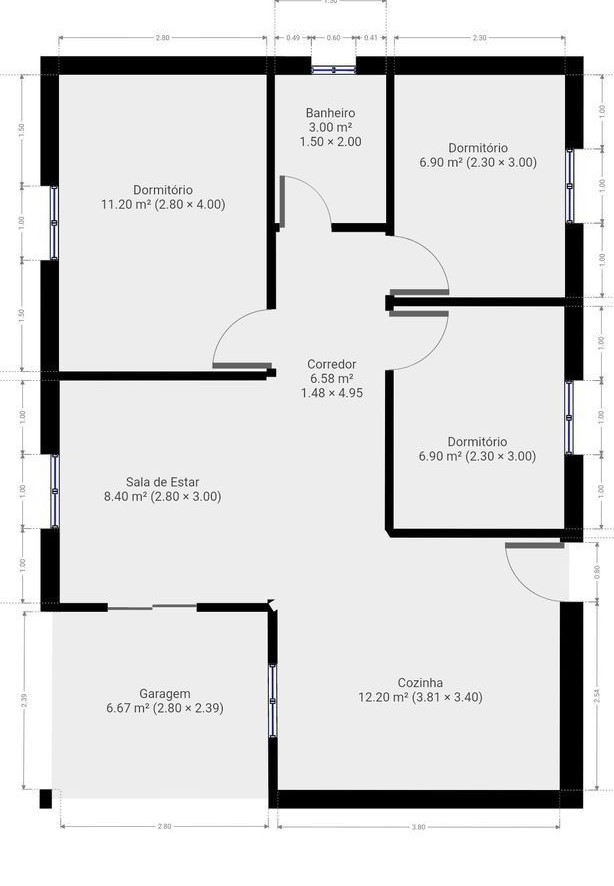 1.50
2.80
0.49
0.60
0.41
2.30
Banheiro
3.00 m²
1.50 × 2.00
Dormitório
6.90 m² (2.30 × 3.00)
Dormitório
11.20 m² (2.80 × 4.00)
1.50
1.00
1.50
1.00
1.00
1.00
Corredor
6.58 m²
1.48 × 4.95
1.00
1.00
1.00
Dormitório
6.90 m² (2.30 × 3.00)
1.00
1.00
1.00
Sala de Estar
8.40 m² (2.80 × 3.00)
0.80
Cozinha
12.20 m² (3.81 × 3.40)
Garagem
6.67 m² (2.80 × 2.39)
2.39
2.54
2.80
3.80